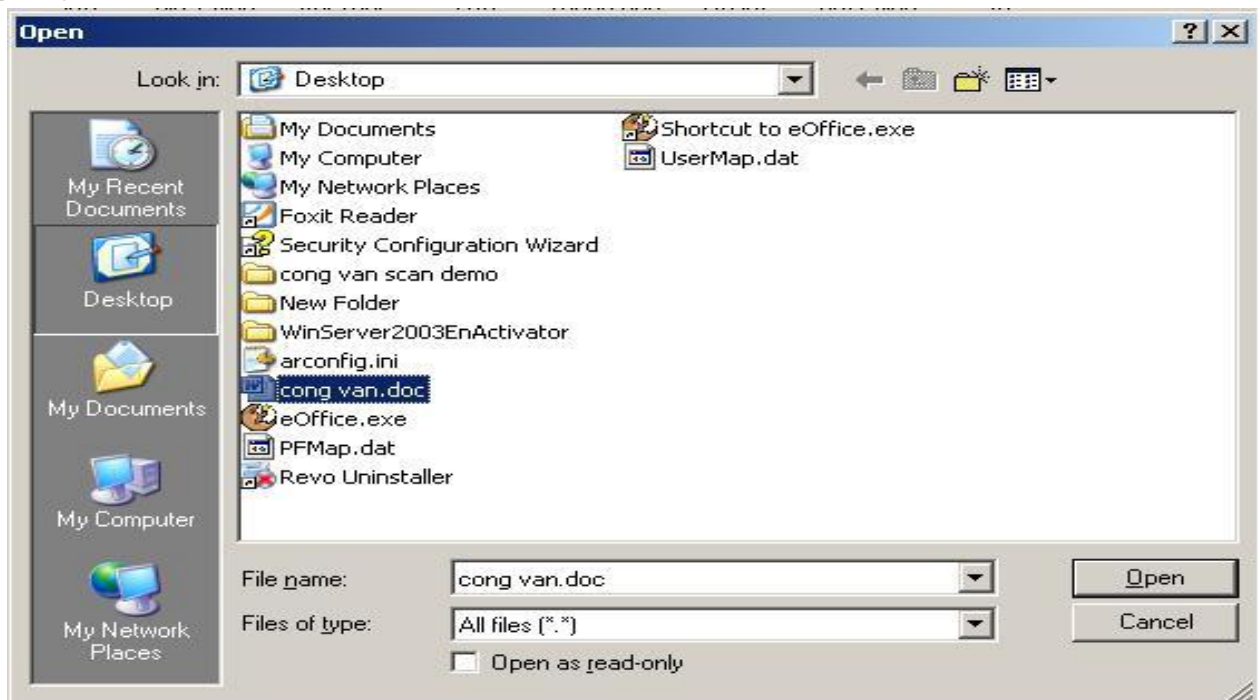 Open
Look in: Desktop
My Recent
Documents
Desktop
My Documents
My Computer
My Network
Places
My Documents
My Computer
My Network Places
Foxit Reader
Security Configuration Wizard
cong van scan demo
New Folder
WinServer2003EnActivator
arconfig.ini
cong van.doc
eOffice.exe
PFMap.dat
Revo Uninstaller
Shortcut to eOffice.exe
UserMap.dat
File name: cong van.doc Open
Files of type: All files (*.*) Cancel
Open as read-only